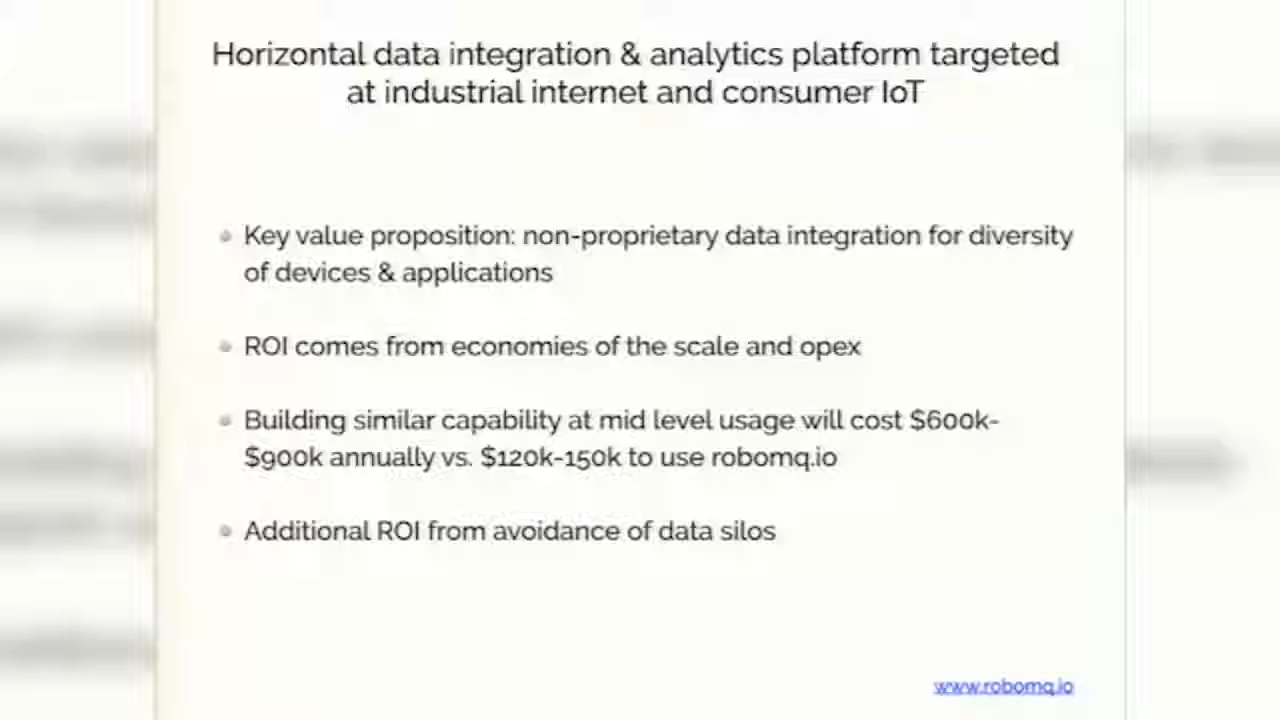 Horizontal data integration & analytics platform targeted
at industrial internet and consumer IoT
Key value proposition: non-proprietary data integration for diversity
of devices & applications
ROI comes from economies of the scale and opex
Building similar capability at mid level usage will cost $600k-
$900k annually vs. $120k-150k to use robomq.io
Additional ROI from avoidance of data silos
www.robomq.io